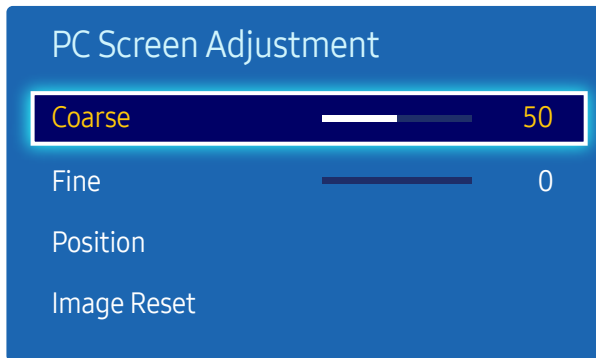 PC Screen Adjustment
Coarse 50
Fine 0
Position
Image Reset